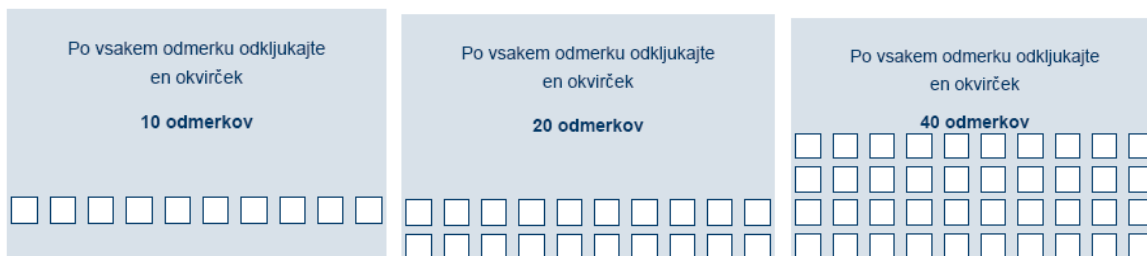 Po vsakem odmerku odkljukajte
en okvirček
10 odmerkov
Po vsakem odmerku odkljukajte
en okvirček
20 odmerkov
Po vsakem odmerku odkljukajte
en okvirček
40 odmerkov